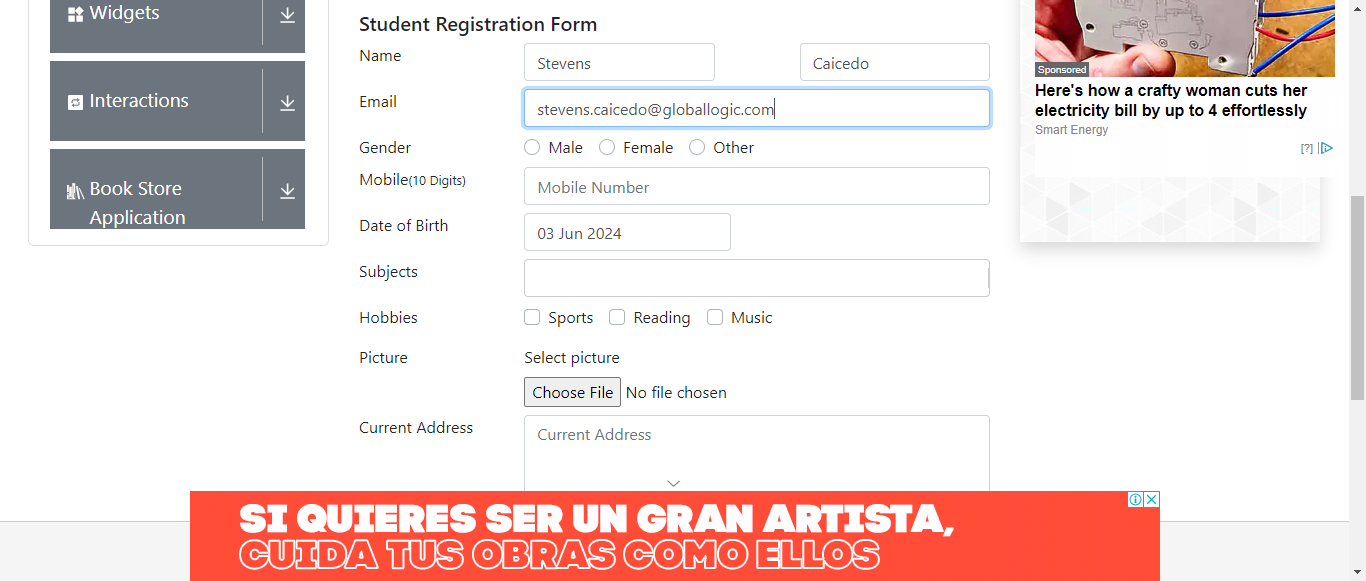 Widgets
Interactions
Book Store
Application
Student Registration Form
Name
Stevens
Caicedo
Email
stevens.caicedo@globallogic.com
Gender
Male
Female
Other
Mobile(10 Digits)
Mobile Number
Date of Birth
03 Jun 2024
Subjects
Hobbies
Sports
Reading
Music
Picture
Select picture
Choose File
No file chosen
Current Address
Current Address
Sponsored
Here's how a crafty woman cuts her
electricity bill by up to 4 effortlessly
Smart Energy
[?]
SI QUIERES SER UN GRAN ARTISTA,
CUIDA TUS OBRAS COMO ELLOS